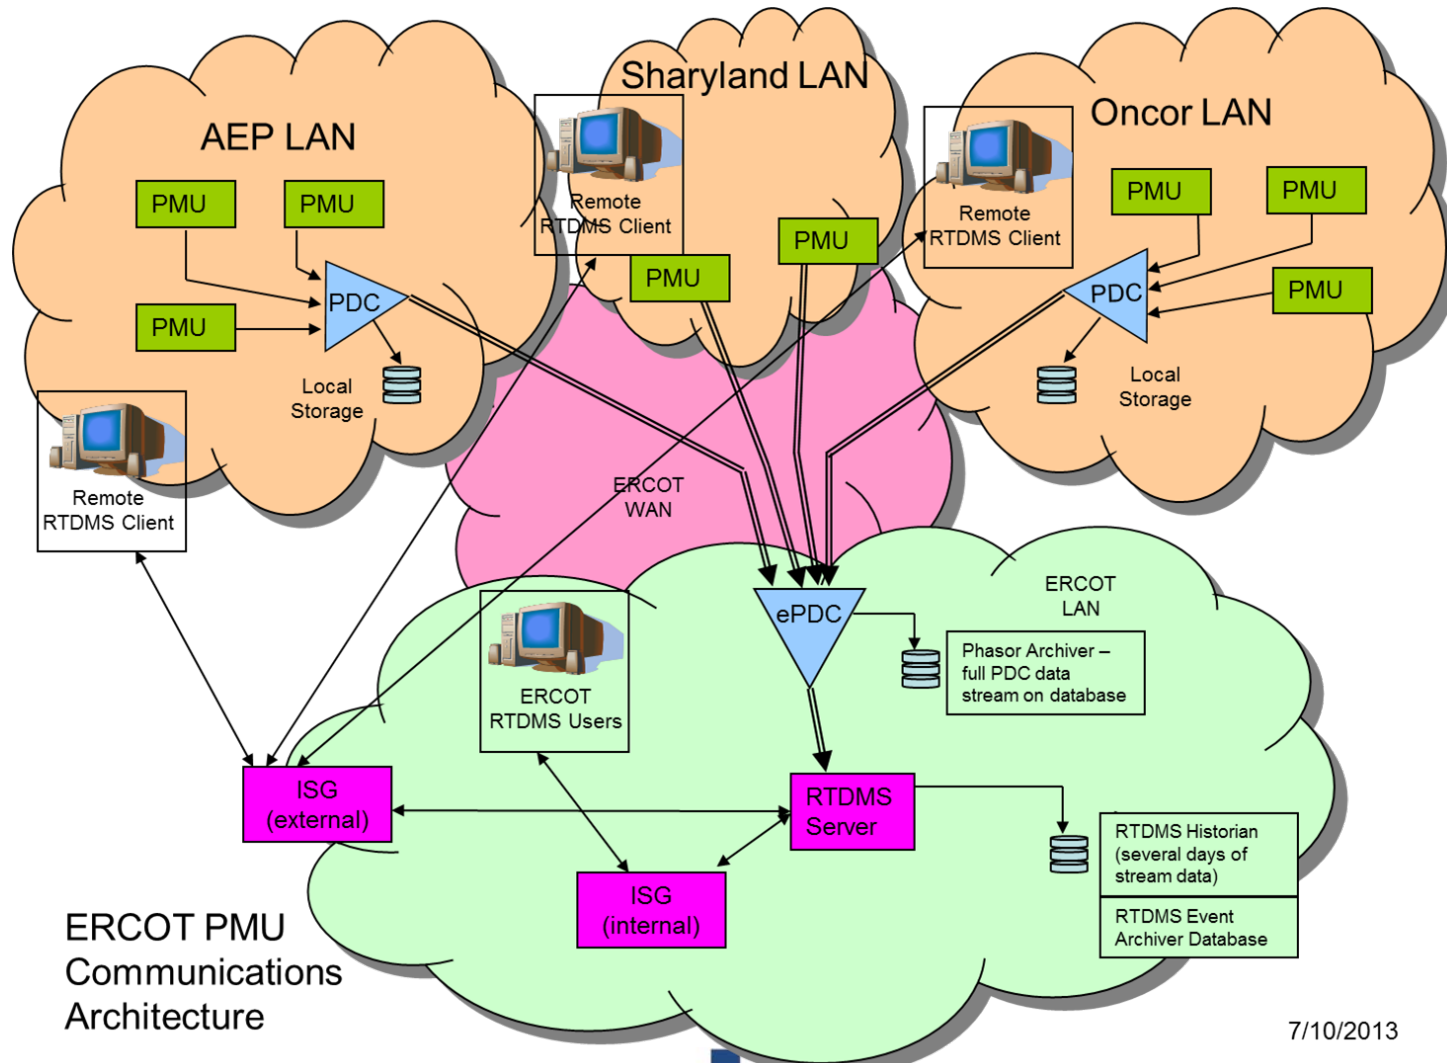 Sharyland LAN
AEP LAN
Oncor LAN
PMU
PMU
PMU
PDC
Local
Storage
Remote
RTDMS Client
Remote
RTDMS Client
PMU
PMU
Remote
RTDMS Client
PMU
PMU
PMU
PDC
Local
Storage
ERCOT
WAN
ERCOT
LAN
ePDC
Phasor Archiver –
full PDC data
stream on database
ERCOT
RTDMS Users
ISG
(external)
RTDMS
Server
ISG
(internal)
RTDMS Historian
(several days of
stream data)
RTDMS Event
Archiver Database
ERCOT PMU
Communications
Architecture
7/10/2013